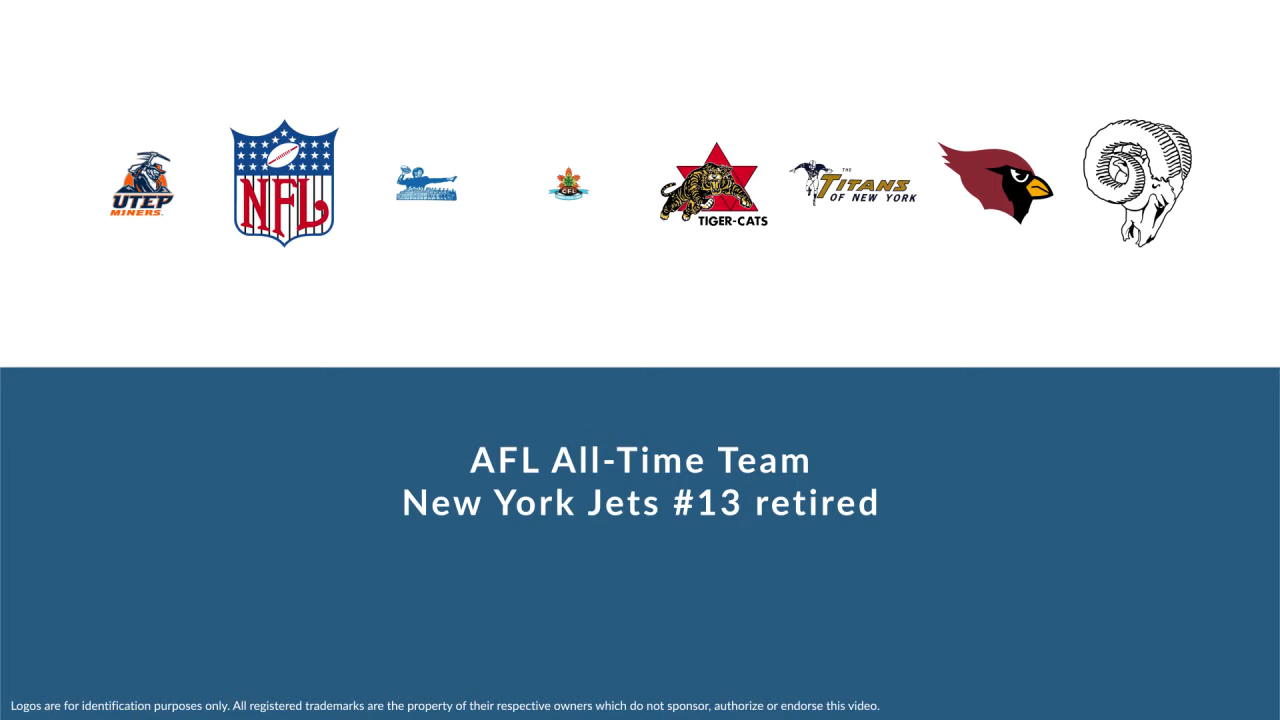 UTEP
MINERS.
NFL
CFL
TIGER-CATS
THE
TITANS
OF NEW YORK
AFL All-Time Team
New York Jets #13 retired
Logos are for identification purposes only. All registered trademarks are the property of their respective owners which do not sponsor, authorize or endorse this video.